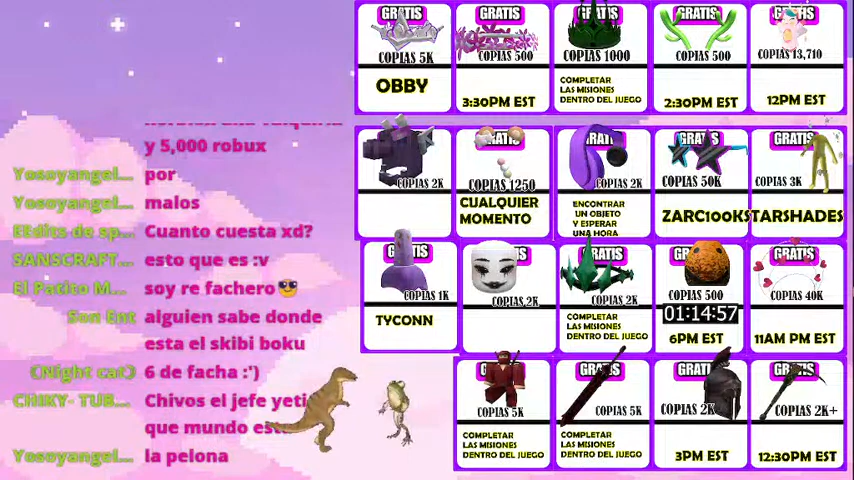 y 5,000 robux
Yosoyangel... por
Yosoyangel... malos
EEdits de sp... Cuanto cuesta xd?
SANSCRAFT... esto que es :v
El Patito M... soy re fachero😎
Son Ent alguien sabe donde
esta el skibi boku
(Night cat) 6 de facha :')
CHIKY- TUB... Chivos el jefe yeti
que mundo est
Yosoyangel... la pelona
GRATIS
COPIAS 5K
OBBY
GRATIS
COPIAS 500
3:30PM EST
GRATIS
COPIAS 1000
COMPLETAR
LAS MISIONES
DENTRO DEL JUEGO
GRATIS
COPIAS 500
2:30PM EST
GRATIS
COPIAS 13,710
12PM EST
COPIAS 2K
GRATIS
COPIAS 1250
CUALQUIER
MOMENTO
GRATIS
COPIAS 2K
ENCONTRAR
UN OBJETO
Y ESPERAR
UNA HORA
GRATIS
COPIAS 50K
ZARC100KS
GRATIS
COPIAS 3K
STARSHADES
GRATIS
COPIAS 1K
TYCONN
GRATIS
COPIAS 2K
GRATIS
COPIAS 2K
COMPLETAR
LAS MISIONES
DENTRO DEL JUEGO
GRATIS
COPIAS 500
01:14:57
6PM EST
GRATIS
COPIAS 40K
11AM PM EST
GRATIS
COPIAS 5K
COMPLETAR
LAS MISIONES
DENTRO DEL JUEGO
GRATIS
COPIAS 5K
COMPLETAR
LAS MISIONES
DENTRO DEL JUEGO
GRATIS
COPIAS 2K
3PM EST
GRATIS
COPIAS 2K+
12:30PM EST